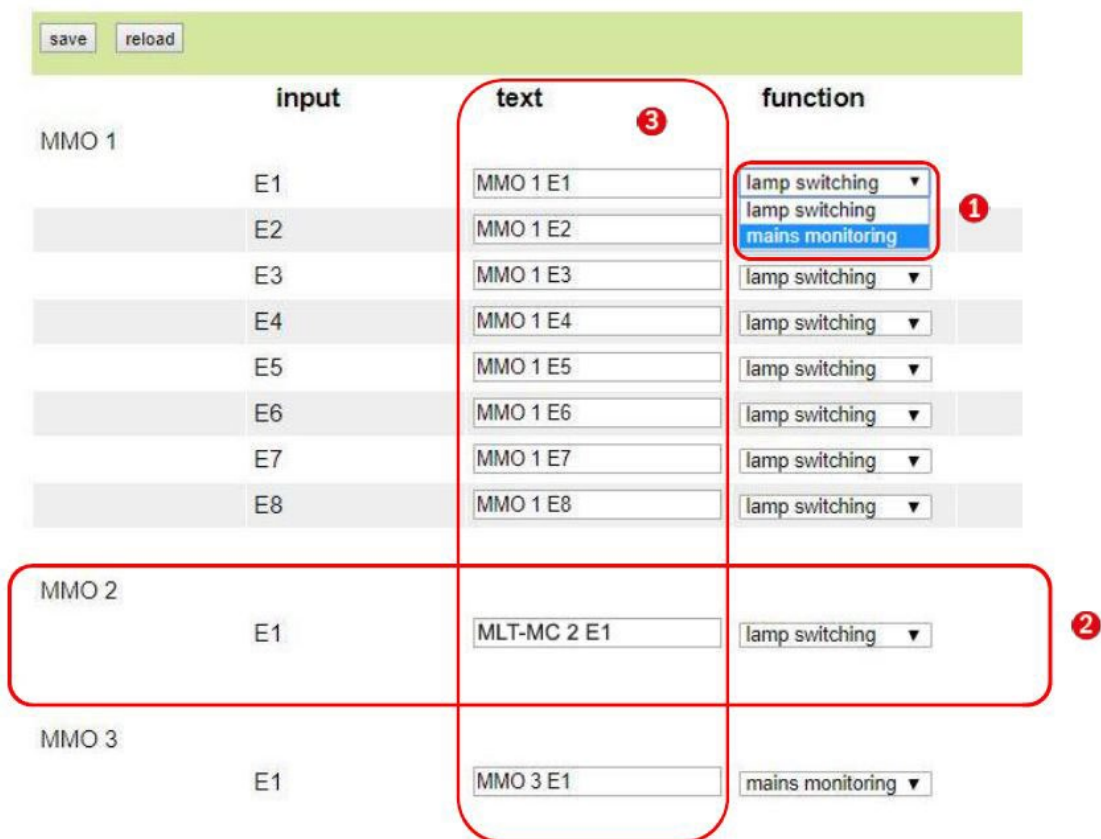 save reload
input text function
3
MMO 1
E1 MMO 1 E1 lamp switching ▼
lamp switching
1
E2 MMO 1 E2 mains monitoring
E3 MMO 1 E3 lamp switching ▼
E4 MMO 1 E4 lamp switching ▼
E5 MMO 1 E5 lamp switching ▼
E6 MMO 1 E6 lamp switching ▼
E7 MMO 1 E7 lamp switching ▼
E8 MMO 1 E8 lamp switching ▼
MMO 2
E1 MLT-MC 2 E1 lamp switching ▼
2
MMO 3
E1 MMO 3 E1 mains monitoring ▼